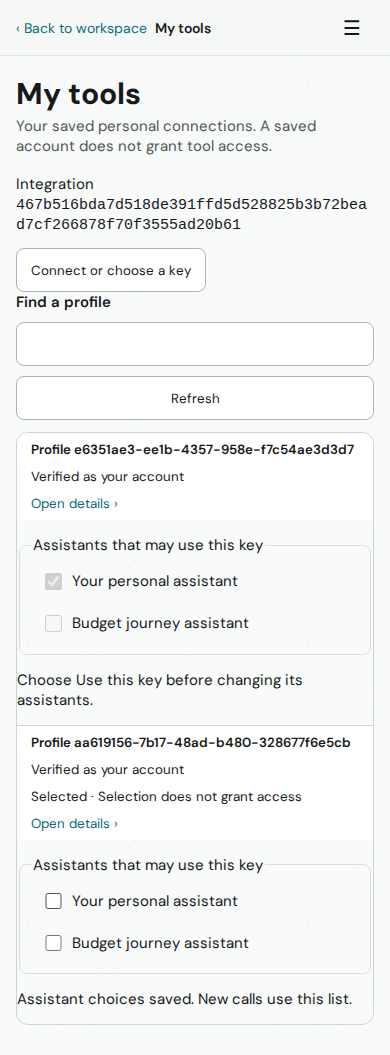 ‹ Back to workspace My tools ☰
My tools
Your saved personal connections. A saved
account does not grant tool access.
Integration
467b516bda7d518de391ffd5d528825b3b72bea
d7cf266878f70f3555ad20b61
Connect or choose a key
Find a profile
Refresh
Profile e6351ae3-ee1b-4357-958e-f7c54ae3d3d7
Verified as your account
Open details ›
Assistants that may use this key
Your personal assistant
Budget journey assistant
Choose Use this key before changing its
assistants.
Profile aa619156-7b17-48ad-b480-328677f6e5cb
Verified as your account
Selected · Selection does not grant access
Open details ›
Assistants that may use this key
Your personal assistant
Budget journey assistant
Assistant choices saved. New calls use this list.